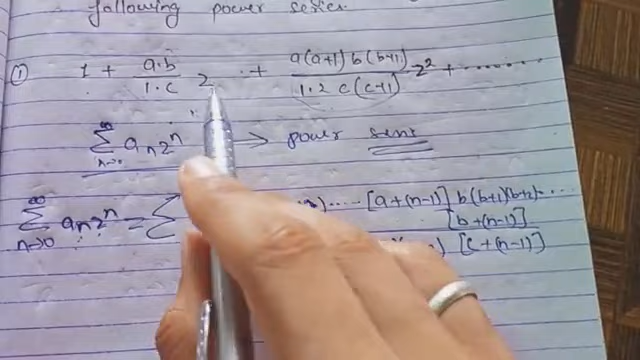 following power series.
① 1 + a.b / 1.c z + a(a+1) b(b+1) / 1.2 c(c+1) z² + .......
∞ Σ n→0 aₙzⁿ → power
∞ Σ n→0 aₙzⁿ = Σ .... [a+(n-1)] b(b+1)(b+2)....
[b+(n-1)]
[c+(n-1)]